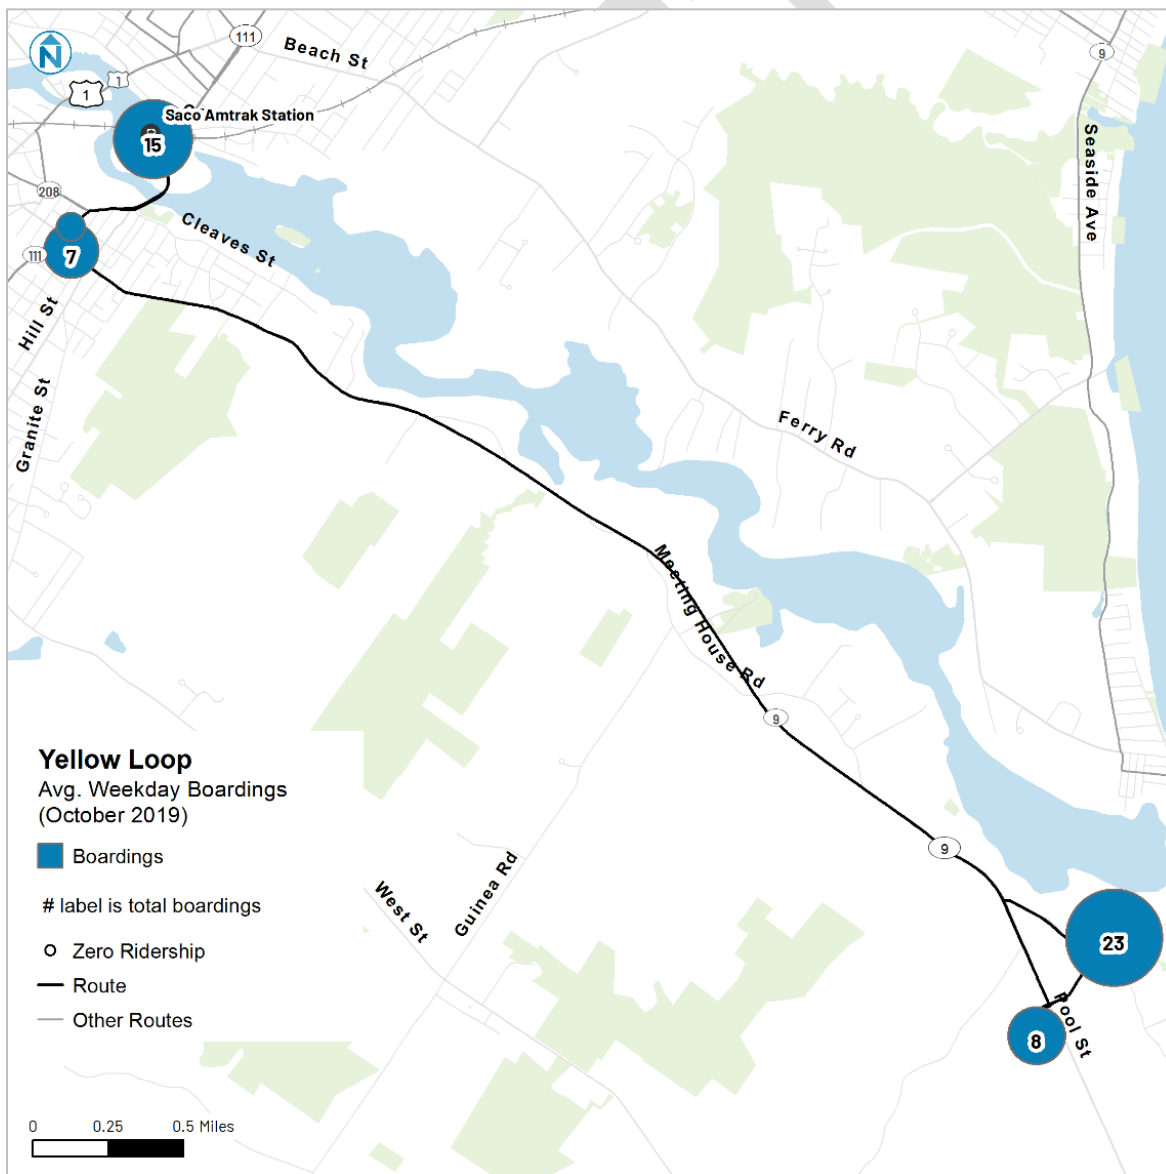 N
111
Beach St
9
1
1
Saco Amtrak Station
15
Seaside Ave
208
Cleaves St
111
7
Hill St
Granite St
Ferry Rd
Meeting House Rd
9
Yellow Loop
Avg. Weekday Boardings
(October 2019)
Boardings
# label is total boardings
Zero Ridership
Route
Other Routes
9
West St
Guinea Rd
23
Pool St
8
0 0.25 0.5 Miles